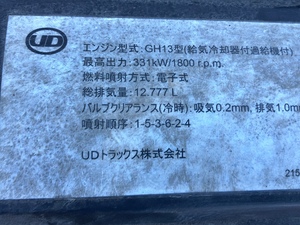 UD
エンジン型式:GH13型(給気冷却器付過給機付)
最高出力:331kW/1800 r.p.m.
燃料噴射方式:電子式
総排気量:12.777 L
バルブクリアランス(冷時):吸気0.2mm, 排気1.0m
噴射順序:1-5-3-6-2-4
UDトラックス株式会社
215